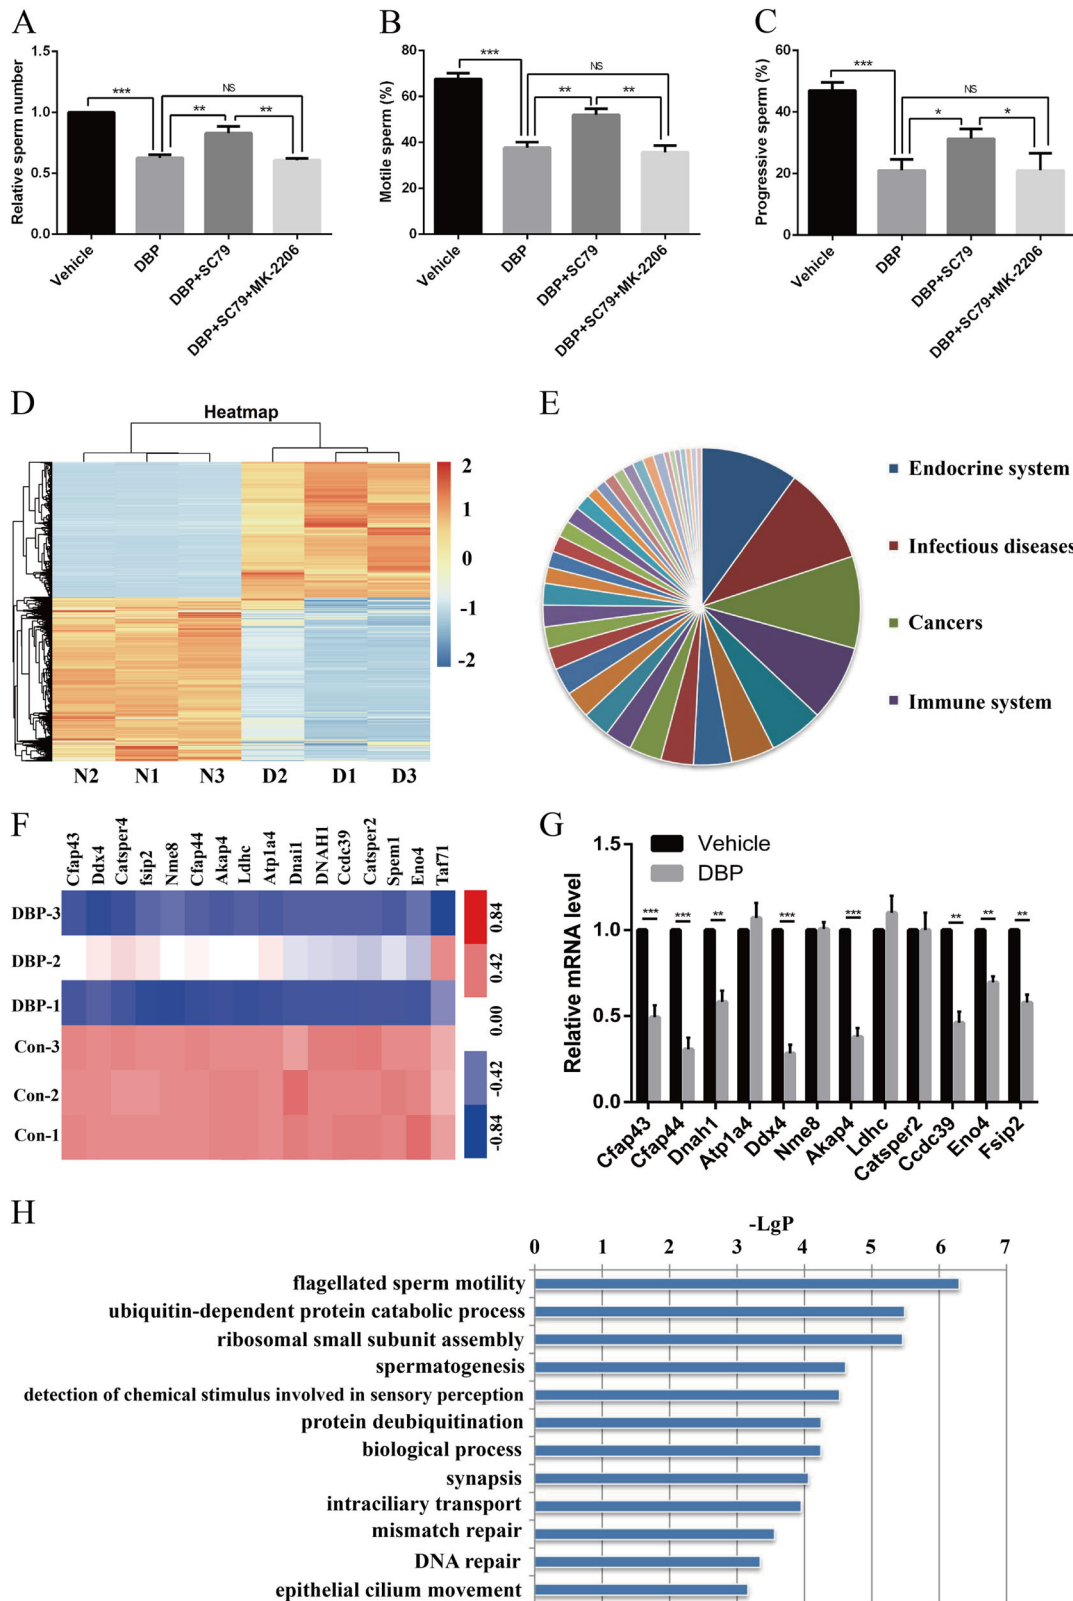 A
Relative sperm number
1.5
1.0
0.5
0.0
***
**
**
NS
Vehicle
DBP
DBP+SC79
DBP+SC79+MK-2206
B
Motile sperm (%)
80
60
40
20
0
***
**
**
NS
Vehicle
DBP
DBP+SC79
DBP+SC79+MK-2206
C
Progressive sperm (%)
60
40
20
0
***
*
*
NS
Vehicle
DBP
DBP+SC79
DBP+SC79+MK-2206
D
Heatmap
2
1
0
-1
-2
N2 N1 N3 D2 D1 D3
E
Endocrine system
Infectious diseases
Cancers
Immune system
F
Cfap43 Ddx4 Catsper4 fsip2 Nme8 Cfap44 Akap4 Ldhc Atp1a4 Dnai1 DNAH1 Ccdc39 Catsper2 Spem1 Eno4 Taf71
DBP-3
DBP-2
DBP-1
Con-3
Con-2
Con-1
0.84
0.42
0.00
-0.42
-0.84
G
Vehicle
DBP
Relative mRNA level
1.5
1.0
0.5
0.0
*** *** ** *** *** ** ** **
Cfap43 Cfap44 Dnah1 Atp1a4 Ddx4 Nme8 Akap4 Ldhc Catsper2 Ccdc39 Eno4 Fsip2
H
-LgP
0 1 2 3 4 5 6 7
flagellated sperm motility
ubiquitin-dependent protein catabolic process
ribosomal small subunit assembly
spermatogenesis
detection of chemical stimulus involved in sensory perception
protein deubiquitination
biological process
synapsis
intraciliary transport
mismatch repair
DNA repair
epithelial cilium movement